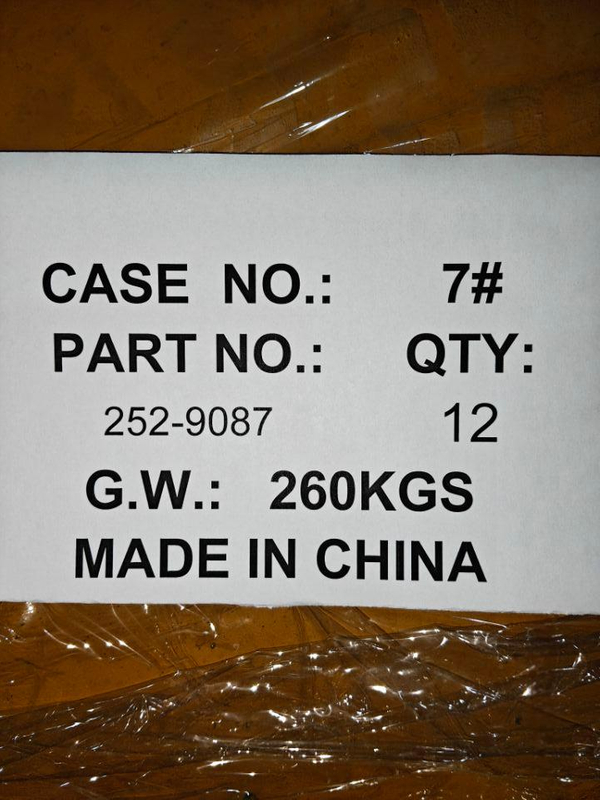 CASE NO.: 7#
PART NO.: QTY:
252-9087 12
G.W.: 260KGS
MADE IN CHINA